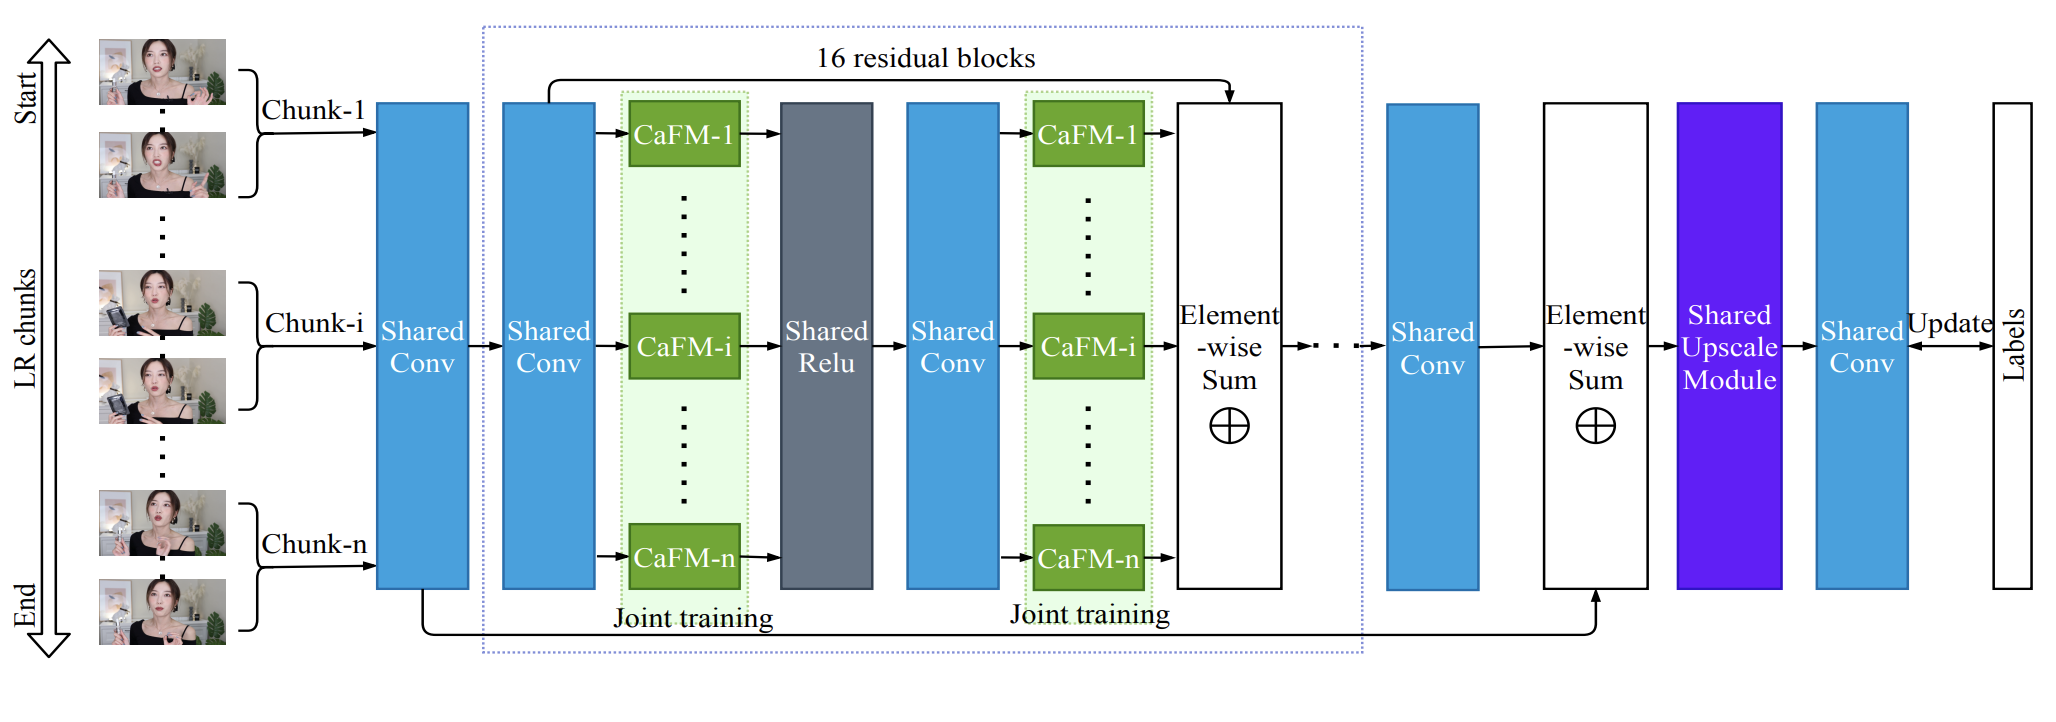 Start
LR chunks
End
Chunk-1
Chunk-i
Chunk-n
Shared
Conv
16 residual blocks
Shared
Conv
CaFM-1
CaFM-i
CaFM-n
Joint training
Shared
Relu
Shared
Conv
CaFM-1
CaFM-i
CaFM-n
Joint training
Element
-wise
Sum
Shared
Conv
Element
-wise
Sum
Shared
Upscale
Module
Shared
Conv
Update
Labels